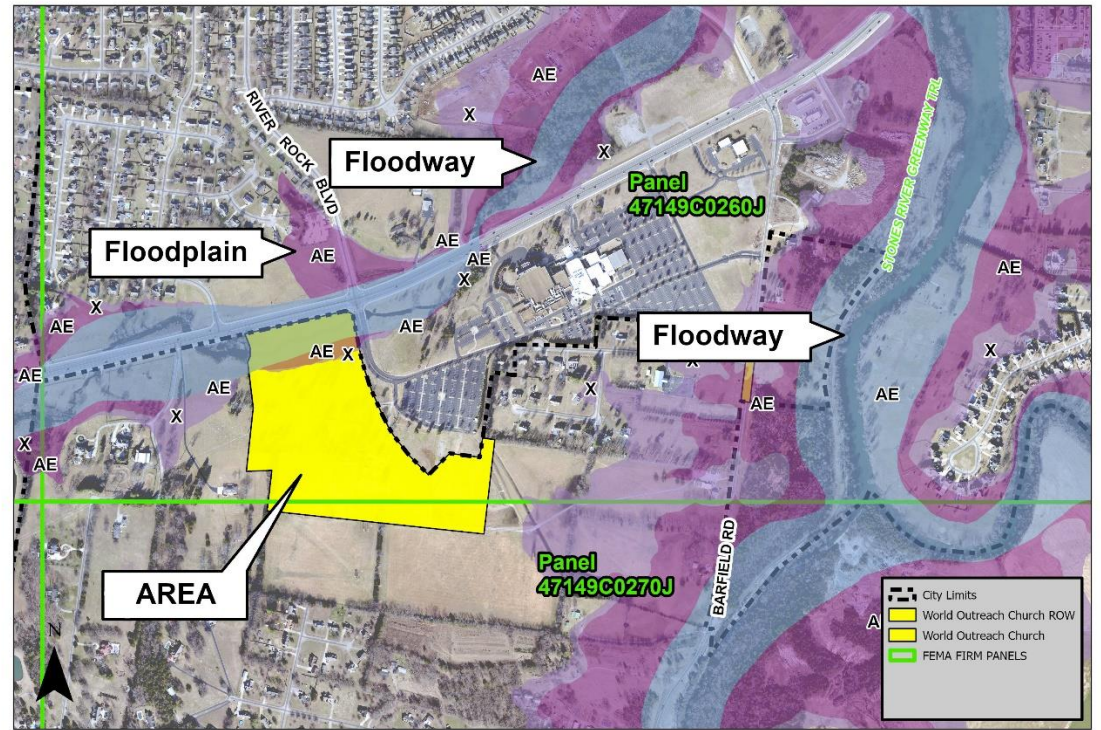 AE
X
RIVER ROCK BLVD
Floodway
X
Panel
47149C0260J
STONES RIVER GREENWAY TRL
Floodplain
AE
AE
AE
X
AE
X
AE
AE
X
Floodway
X
X
AE
X
AE
AE
AE
X
AE
X
AE
AREA
Panel
47149C0270J
BARFIELD RD
N
City Limits
World Outreach Church ROW
World Outreach Church
FEMA FIRM PANELS